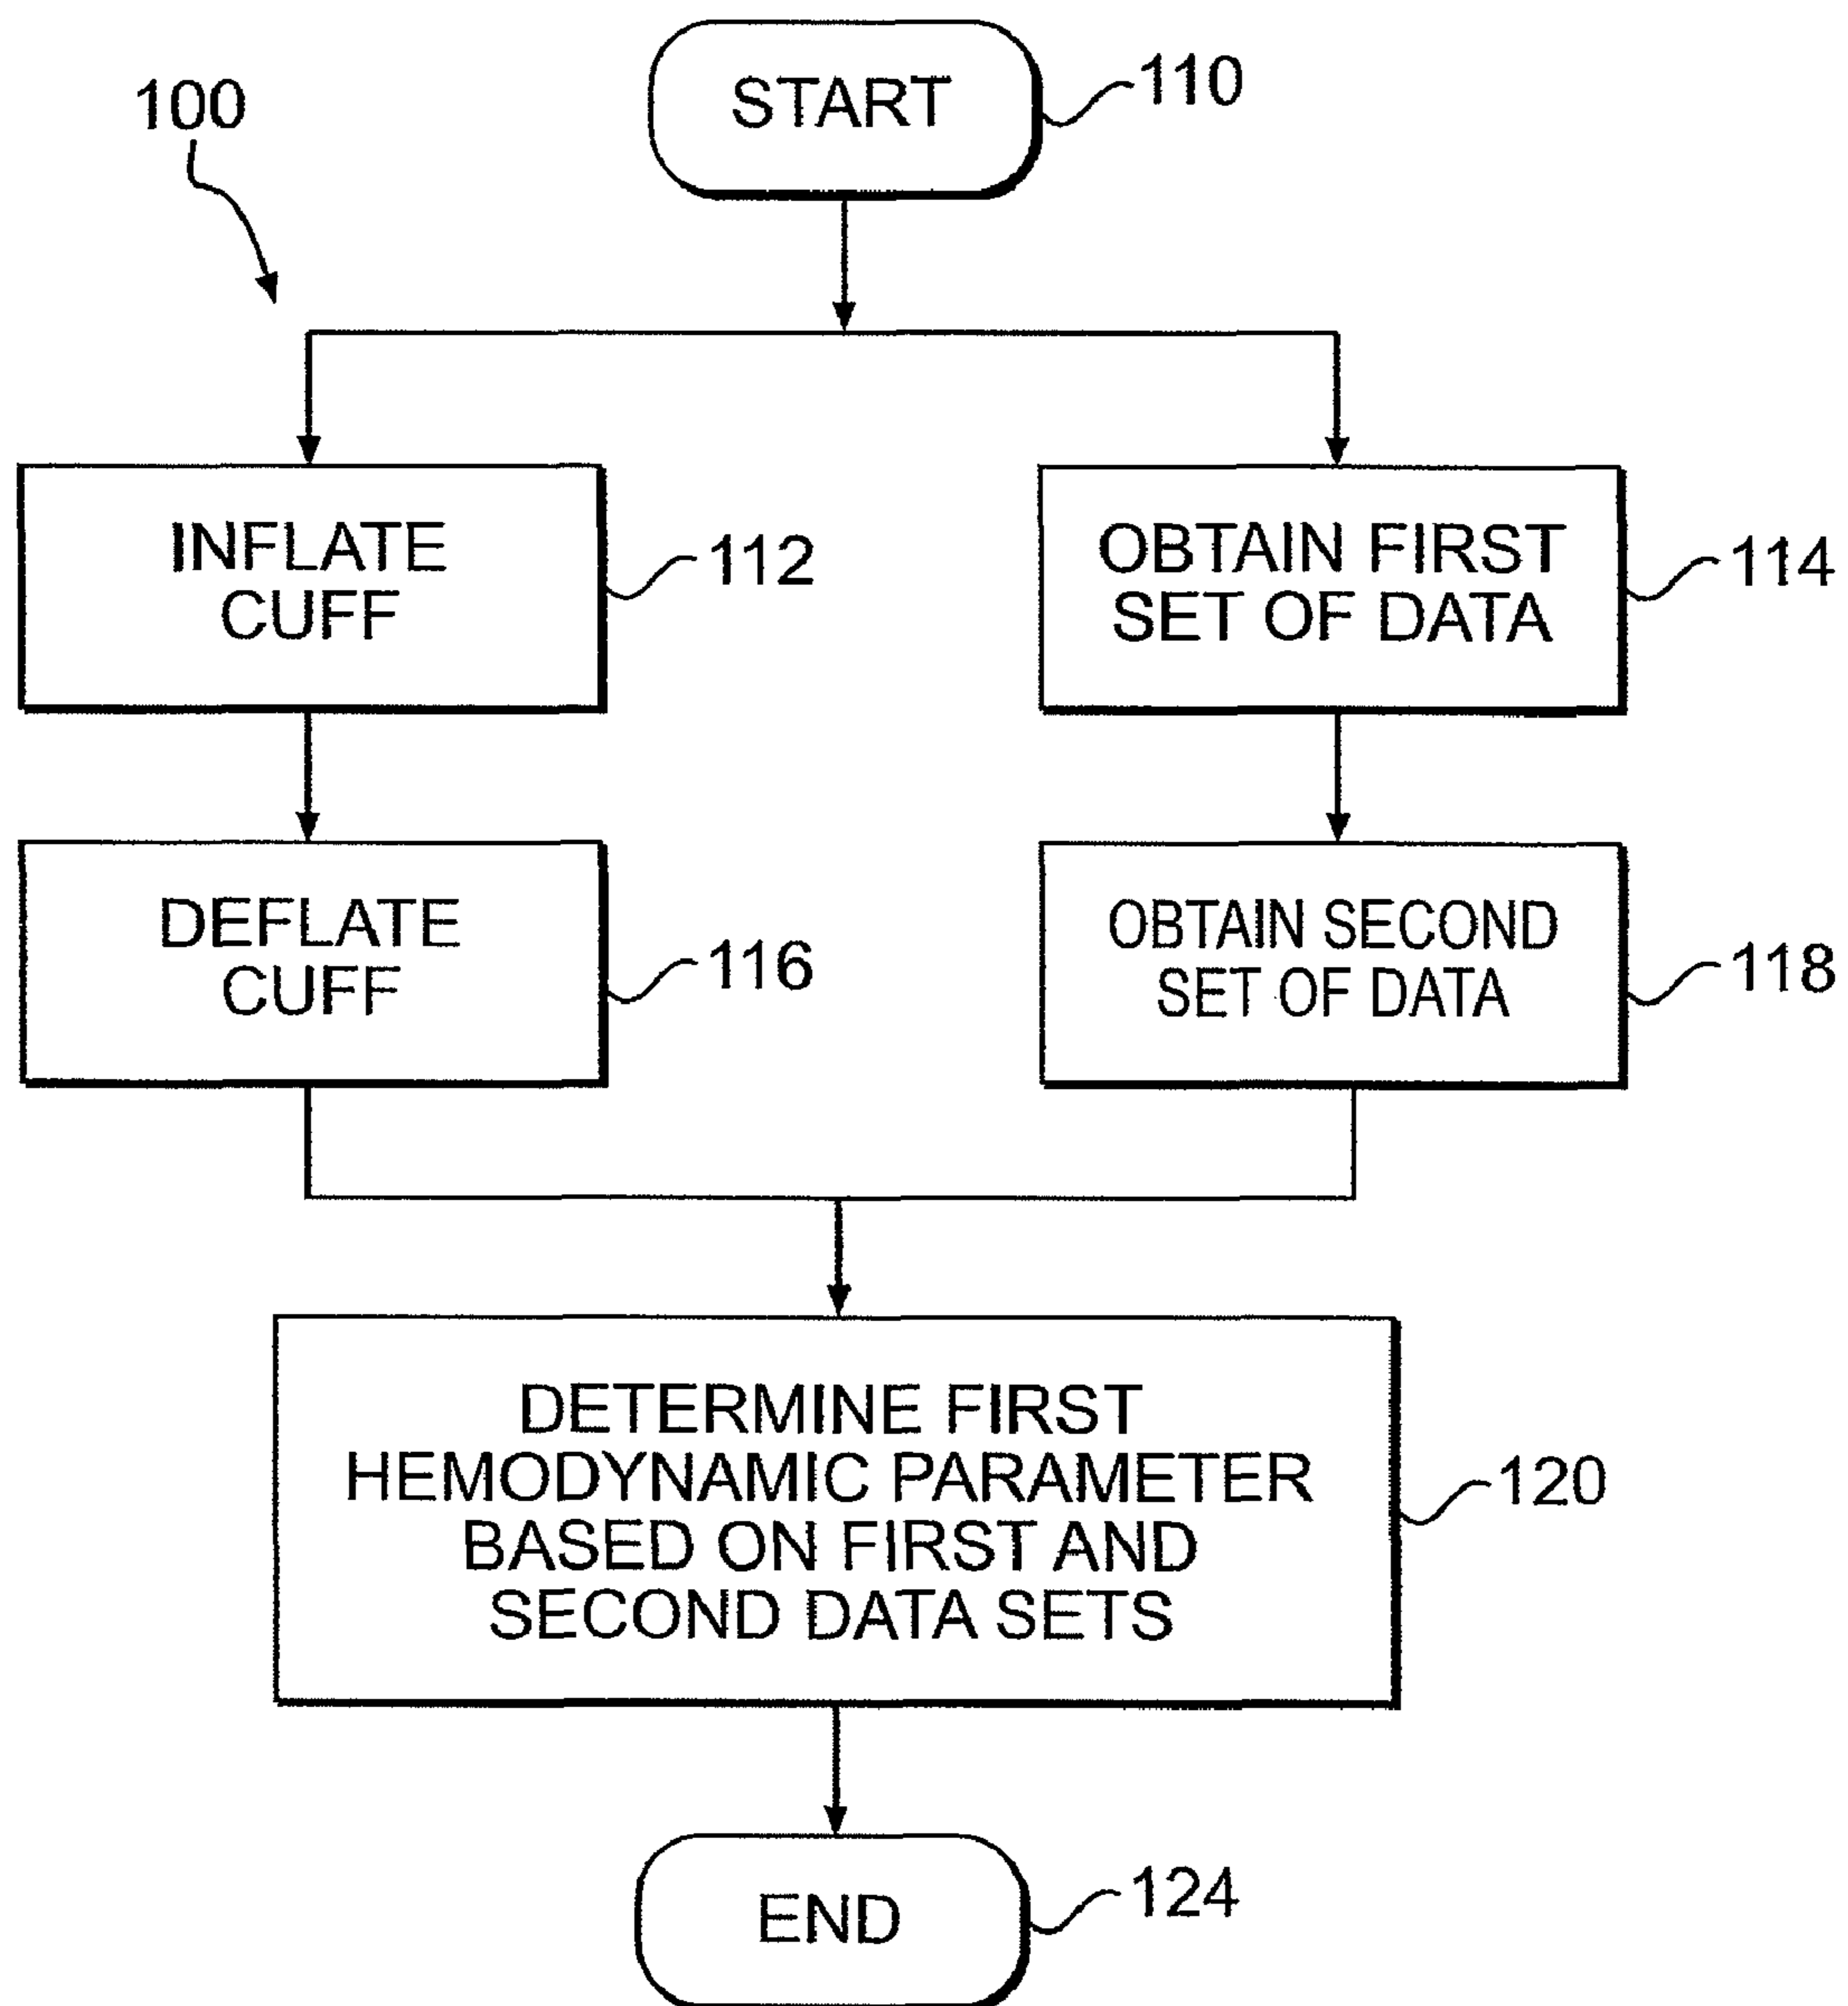 100
START
110
INFLATE
CUFF
112
OBTAIN FIRST
SET OF DATA
114
DEFLATE
CUFF
116
OBTAIN SECOND
SET OF DATA
118
DETERMINE FIRST
HEMODYNAMIC PARAMETER
BASED ON FIRST AND
SECOND DATA SETS
120
END
124